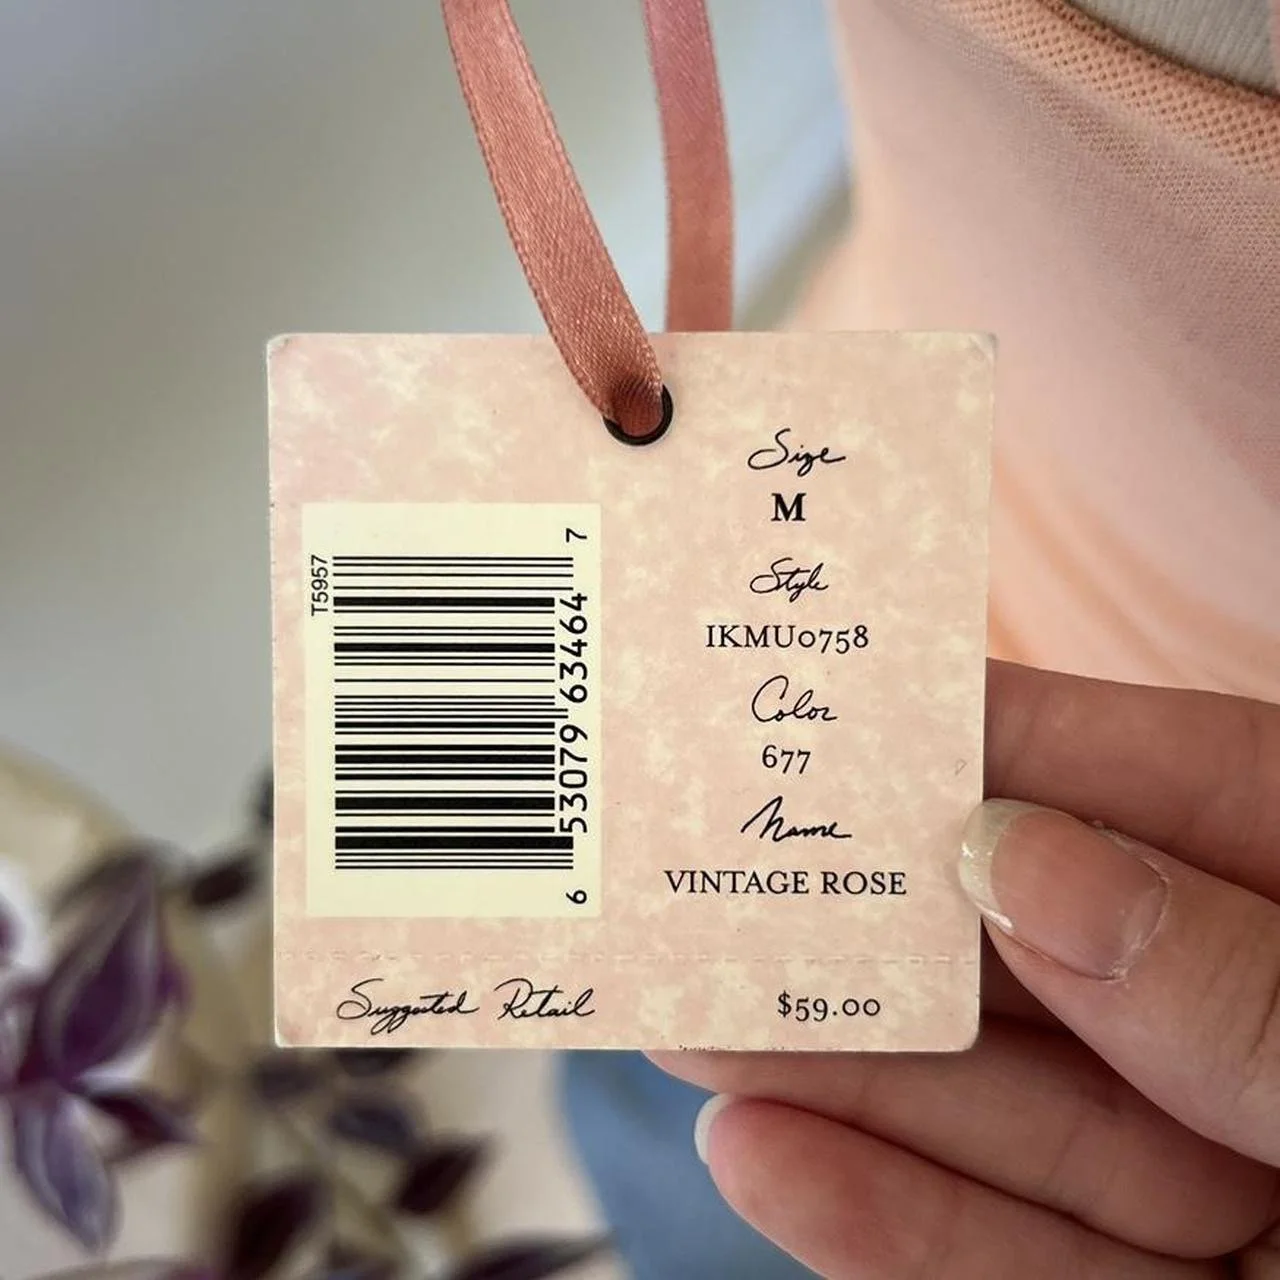 T5957
6 53079 63464 7
Size
M
Style
IKMU0758
Color
677
Name
VINTAGE ROSE
Suggested Retail $59.00